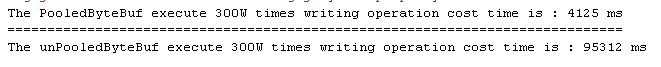 The PooledByteBuf execute 300W times writing operation cost time is : 4125 ms
================================================================================
The unPooledByteBuf execute 300W times writing operation cost time is : 95312 ms